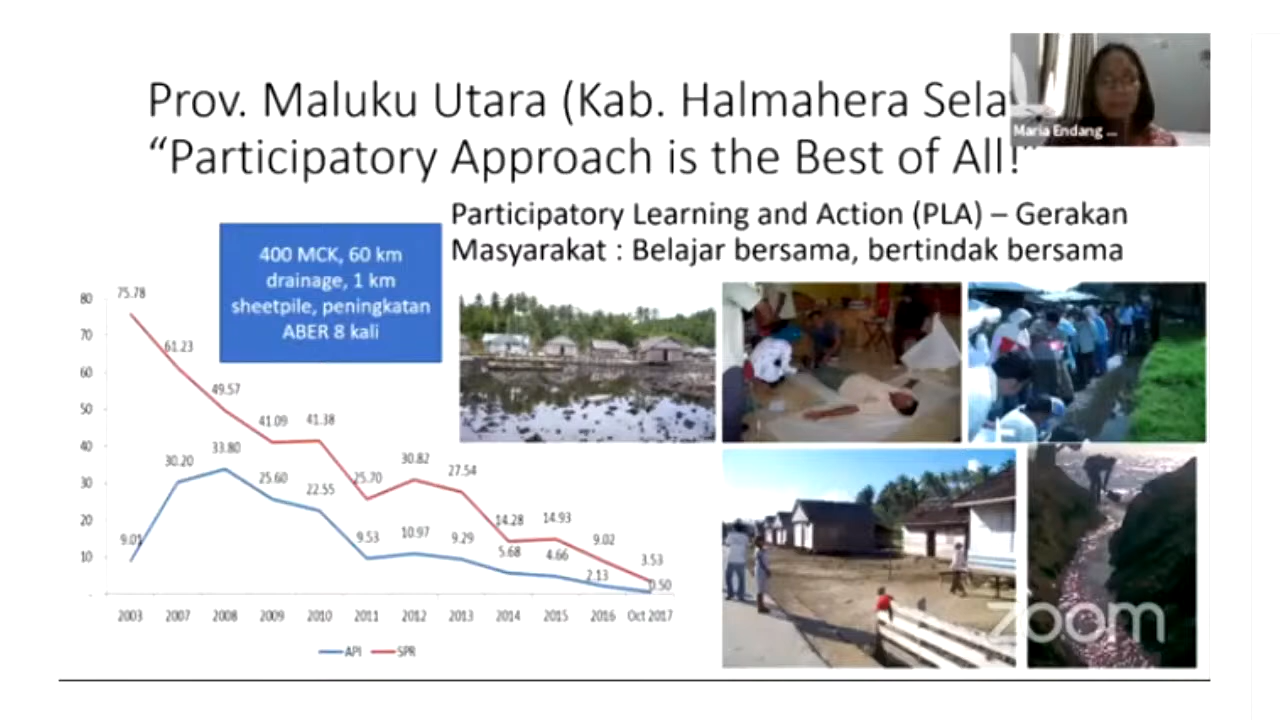 Prov. Maluku Utara (Kab. Halmahera Sela
“Participatory Approach is the Best of All!”
Maria Endang ...
Participatory Learning and Action (PLA) – Gerakan
Masyarakat : Belajar bersama, bertindak bersama
400 MCK, 60 km
drainage, 1 km
sheetpile, peningkatan
ABER 8 kali
80
70
60
50
40
30
20
10
-
75.78
61.23
49.57
41.09
41.38
25.70
30.82
27.54
14.28
14.93
9.02
3.53
9.01
30.20
33.80
25.60
22.55
9.53
10.97
9.29
5.68
4.66
2.13
0.50
2003 2007 2008 2009 2010 2011 2012 2013 2014 2015 2016 Oct 2017
API SPR
zoom